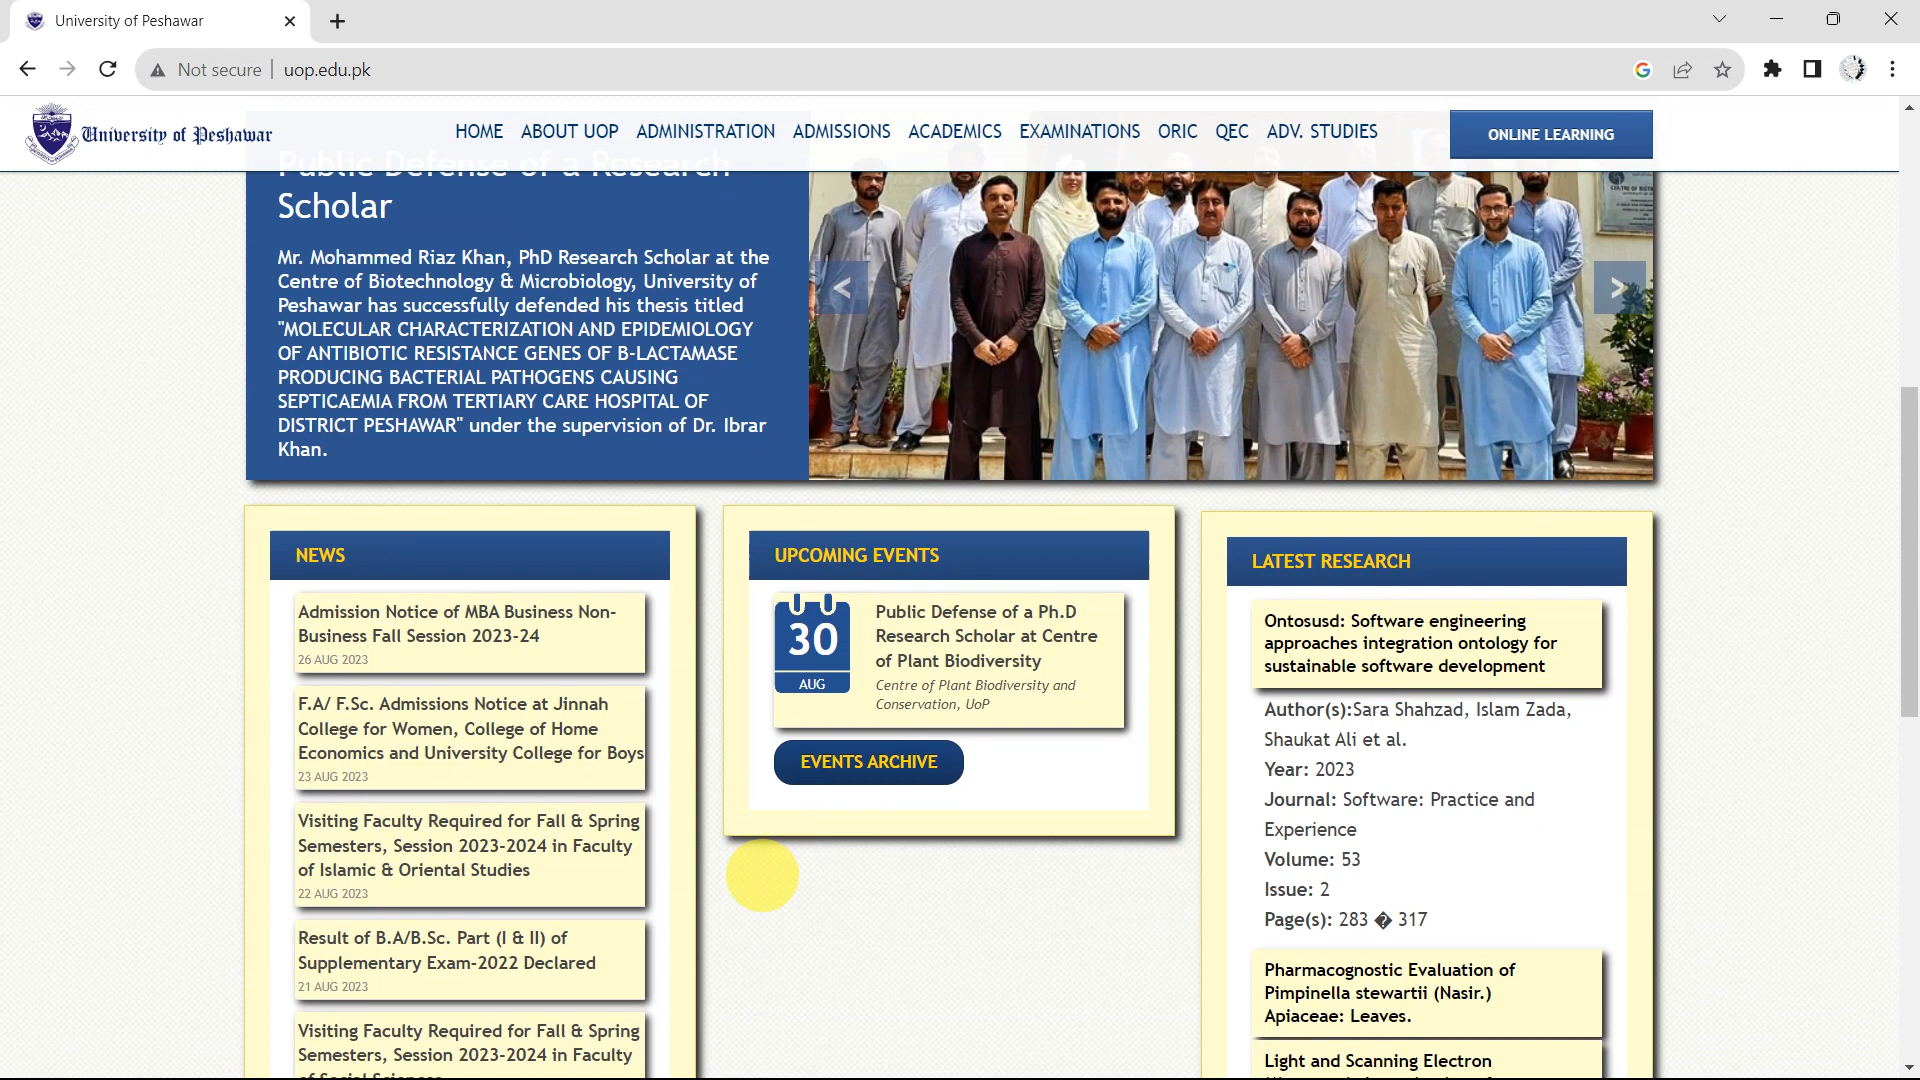 University of Peshawar
Not secure
uop.edu.pk
University of Peshawar
HOME
ABOUT UOP
ADMINISTRATION
ADMISSIONS
ACADEMICS
EXAMINATIONS
ORIC
QEC
ADV. STUDIES
ONLINE LEARNING
Public Defense of a Research
Scholar
Mr. Mohammed Riaz Khan, PhD Research Scholar at the
Centre of Biotechnology & Microbiology, University of
Peshawar has successfully defended his thesis titled
"MOLECULAR CHARACTERIZATION AND EPIDEMIOLOGY
OF ANTIBIOTIC RESISTANCE GENES OF B-LACTAMASE
PRODUCING BACTERIAL PATHOGENS CAUSING
SEPTICAEMIA FROM TERTIARY CARE HOSPITAL OF
DISTRICT PESHAWAR" under the supervision of Dr. Ibrar
Khan.
<
>
NEWS
Admission Notice of MBA Business Non-
Business Fall Session 2023-24
26 AUG 2023
F.A/ F.Sc. Admissions Notice at Jinnah
College for Women, College of Home
Economics and University College for Boys
23 AUG 2023
Visiting Faculty Required for Fall & Spring
Semesters, Session 2023-2024 in Faculty
of Islamic & Oriental Studies
22 AUG 2023
Result of B.A/B.Sc. Part (I & II) of
Supplementary Exam-2022 Declared
21 AUG 2023
Visiting Faculty Required for Fall & Spring
Semesters, Session 2023-2024 in Faculty
UPCOMING EVENTS
30
AUG
Public Defense of a Ph.D
Research Scholar at Centre
of Plant Biodiversity
Centre of Plant Biodiversity and
Conservation, UoP
EVENTS ARCHIVE
LATEST RESEARCH
Ontosusd: Software engineering
approaches integration ontology for
sustainable software development
Author(s):Sara Shahzad, Islam Zada,
Shaukat Ali et al.
Year: 2023
Journal: Software: Practice and
Experience
Volume: 53
Issue: 2
Page(s): 283 � 317
Pharmacognostic Evaluation of
Pimpinella stewartii (Nasir.)
Apiaceae: Leaves.
Light and Scanning Electron